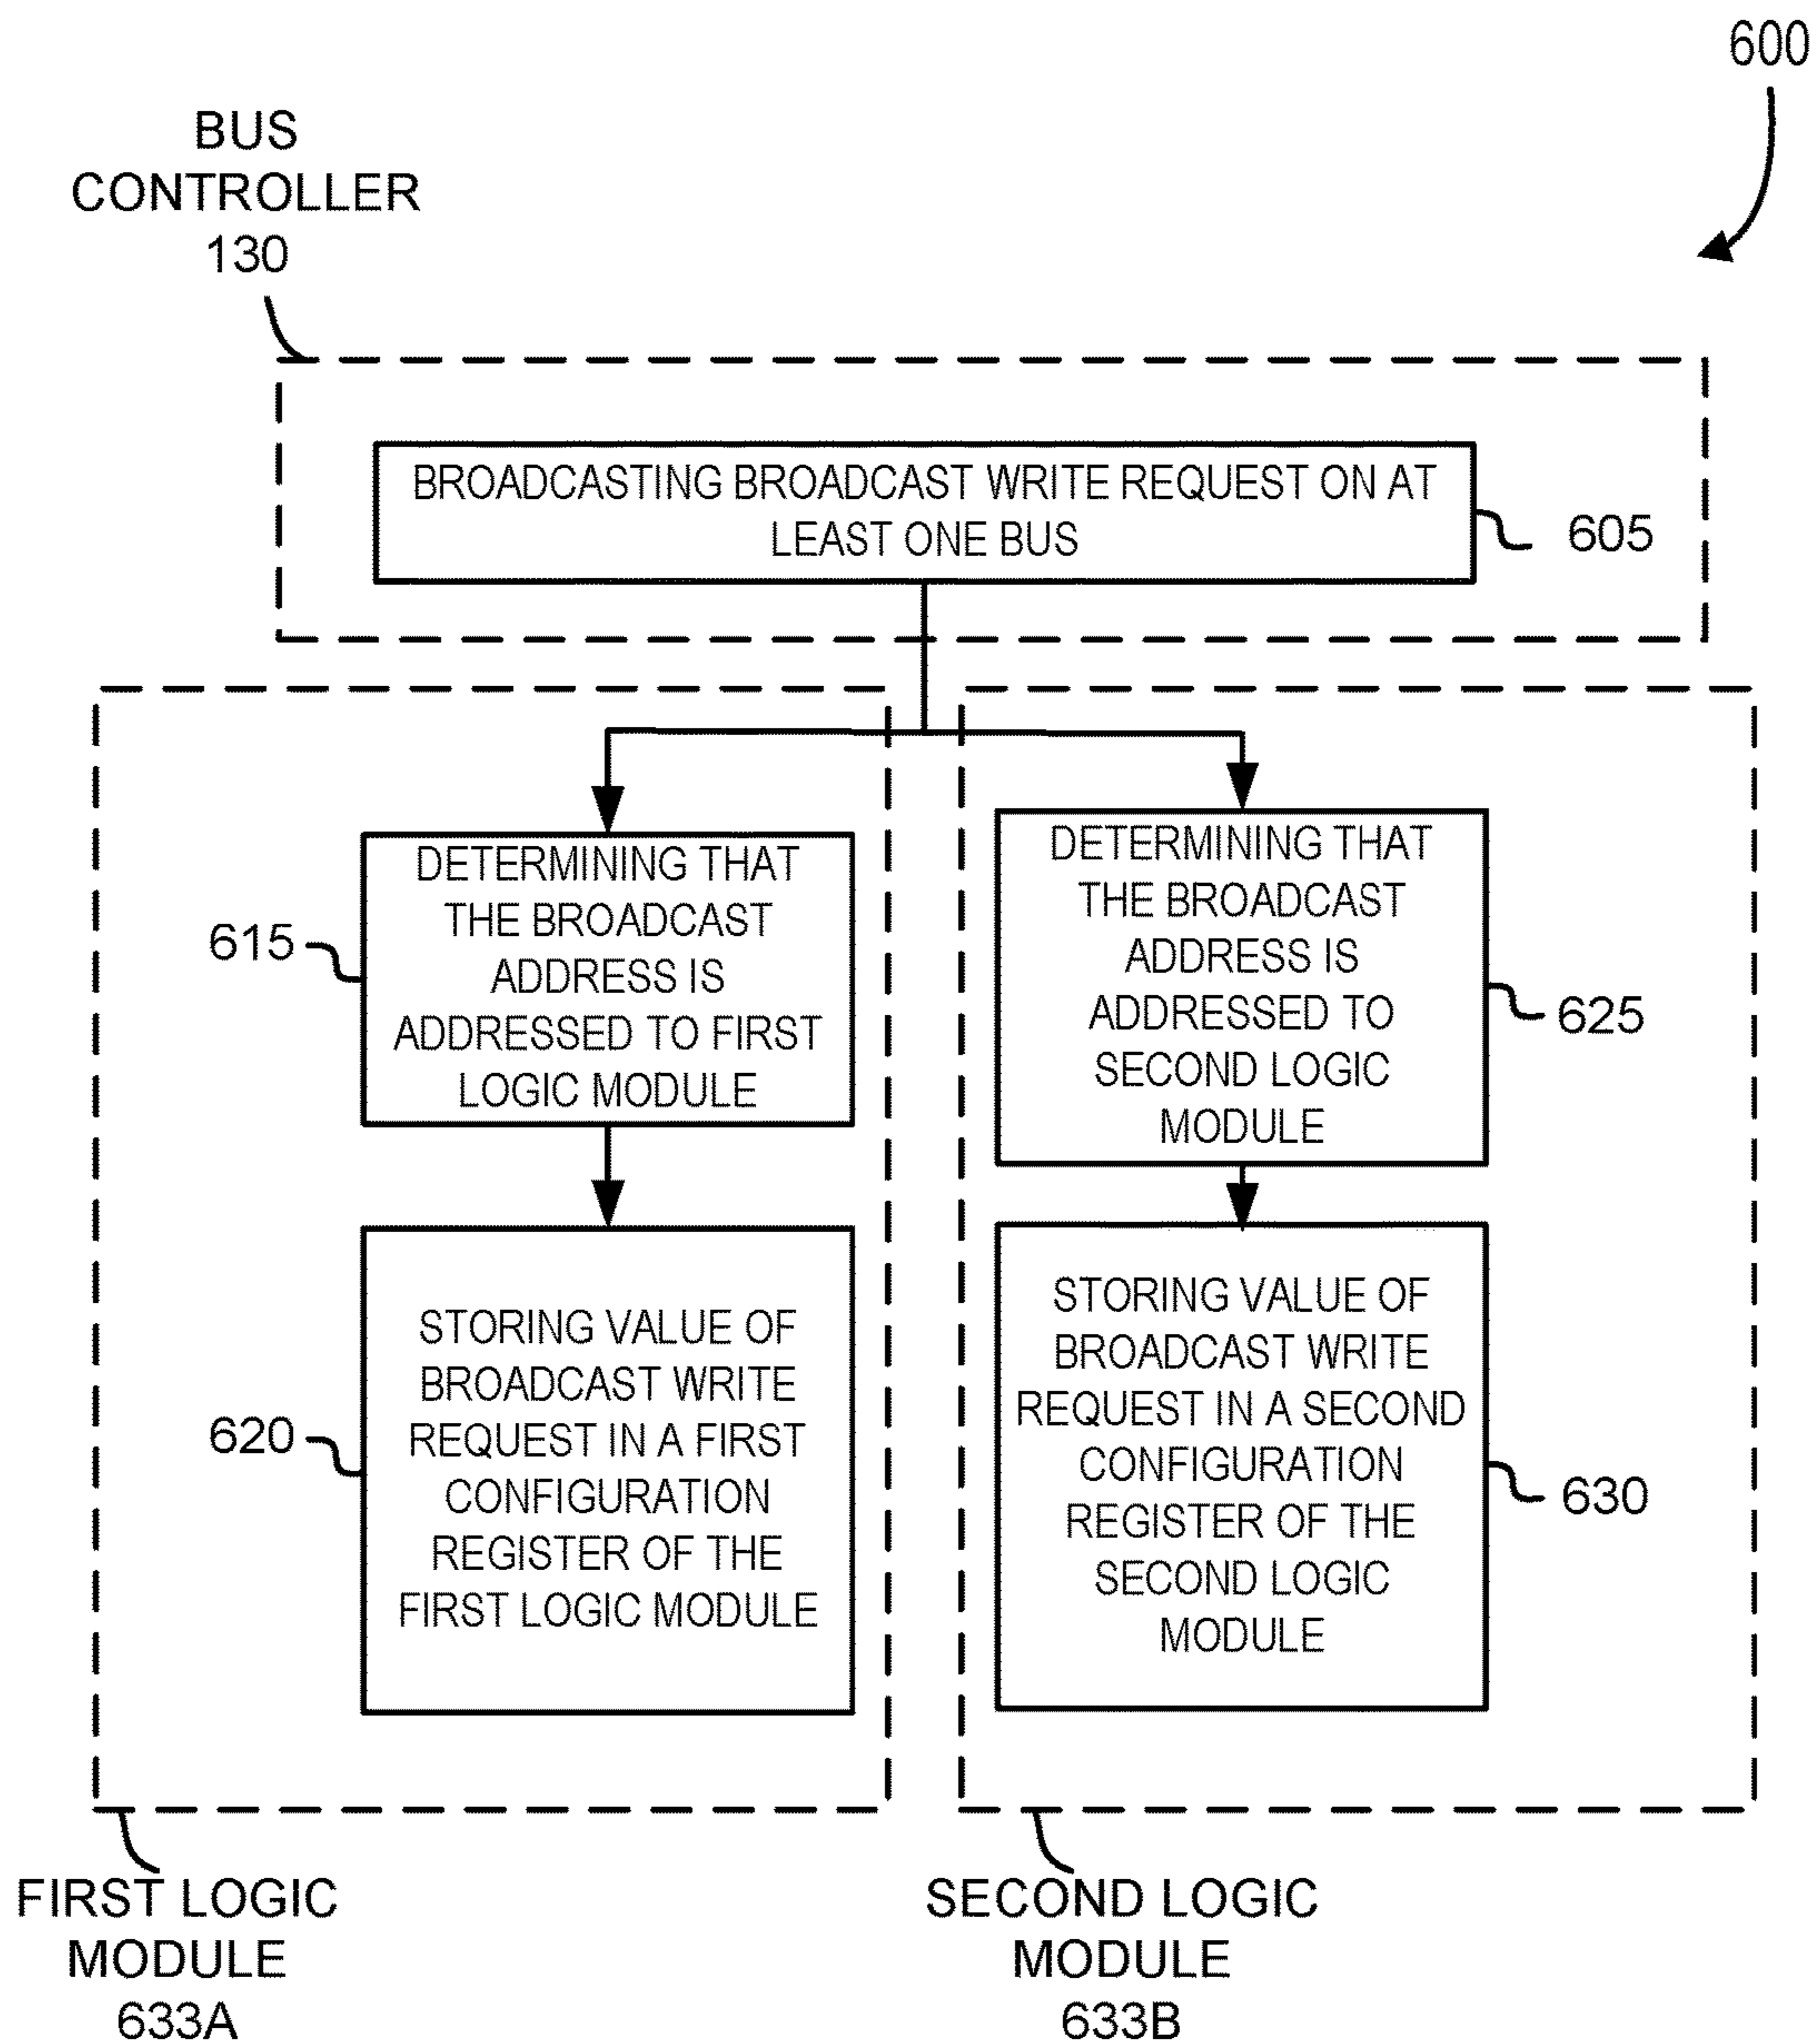 600
BUS
CONTROLLER
130
BROADCASTING BROADCAST WRITE REQUEST ON AT
LEAST ONE BUS
605
DETERMINING THAT
THE BROADCAST
ADDRESS IS
ADDRESSED TO FIRST
LOGIC MODULE
615
DETERMINING THAT
THE BROADCAST
ADDRESS IS
ADDRESSED TO
SECOND LOGIC
MODULE
625
STORING VALUE OF
BROADCAST WRITE
REQUEST IN A FIRST
CONFIGURATION
REGISTER OF THE
FIRST LOGIC MODULE
620
STORING VALUE OF
BROADCAST WRITE
REQUEST IN A SECOND
CONFIGURATION
REGISTER OF THE
SECOND LOGIC
MODULE
630
FIRST LOGIC
MODULE
633A
SECOND LOGIC
MODULE
633B